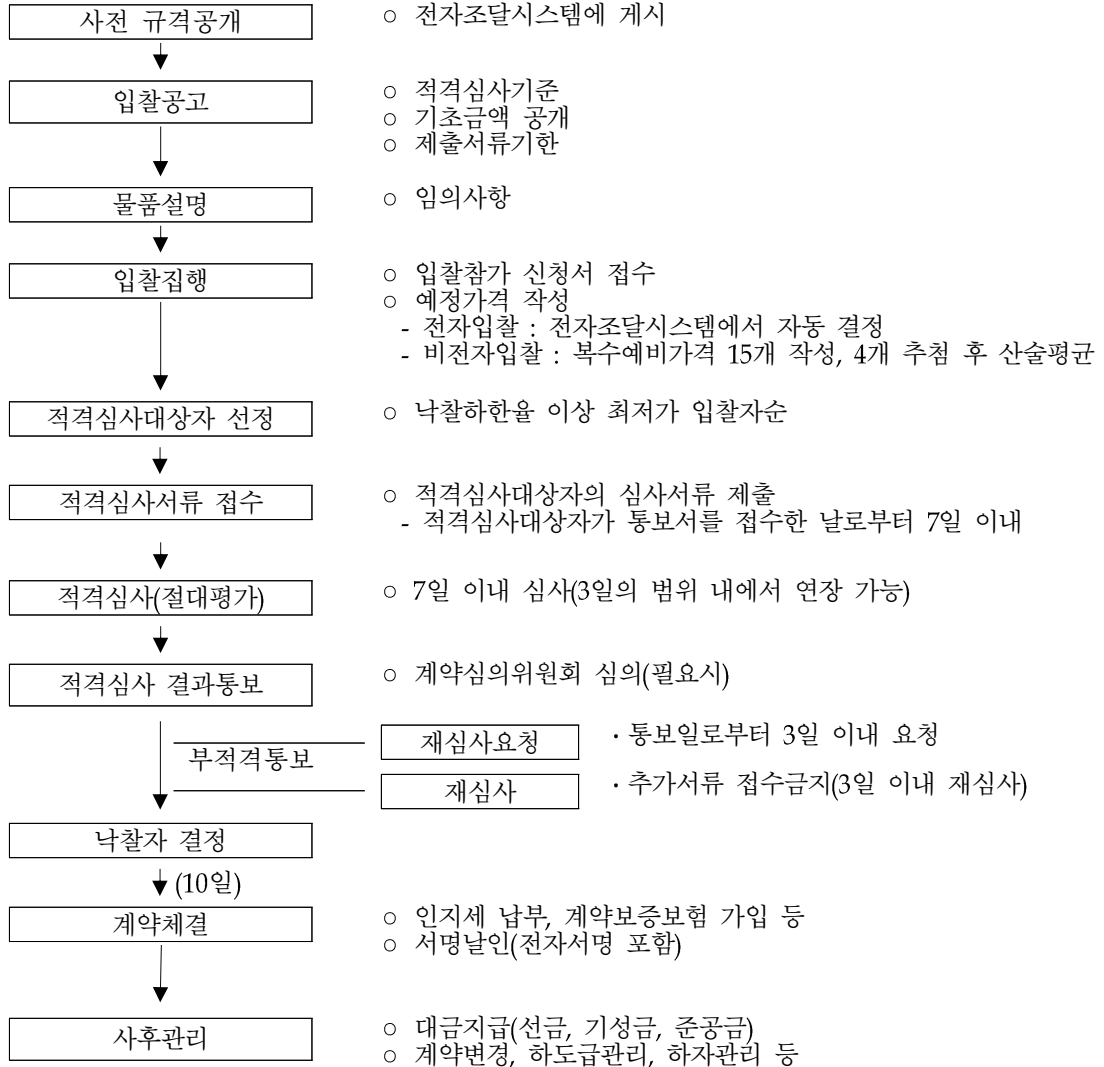 사전 규격공개
○ 전자조달시스템에 게시
입찰공고
○ 적격심사기준
○ 기초금액 공개
○ 제출서류기한
물품설명
○ 임의사항
입찰집행
○ 입찰참가 신청서 접수
○ 예정가격 작성
- 전자입찰 : 전자조달시스템에서 자동 결정
- 비전자입찰 : 복수예비가격 15개 작성, 4개 추첨 후 산술평균
적격심사대상자 선정
○ 낙찰하한율 이상 최저가 입찰자순
적격심사서류 접수
○ 적격심사대상자의 심사서류 제출
- 적격심사대상자가 통보서를 접수한 날로부터 7일 이내
적격심사(절대평가)
○ 7일 이내 심사(3일의 범위 내에서 연장 가능)
적격심사 결과통보
○ 계약심의위원회 심의(필요시)
부적격통보
재심사요청
· 통보일로부터 3일 이내 요청
재심사
· 추가서류 접수금지(3일 이내 재심사)
낙찰자 결정
(10일)
계약체결
○ 인지세 납부, 계약보증보험 가입 등
○ 서명날인(전자서명 포함)
사후관리
○ 대금지급(선금, 기성금, 준공금)
○ 계약변경, 하도급관리, 하자관리 등